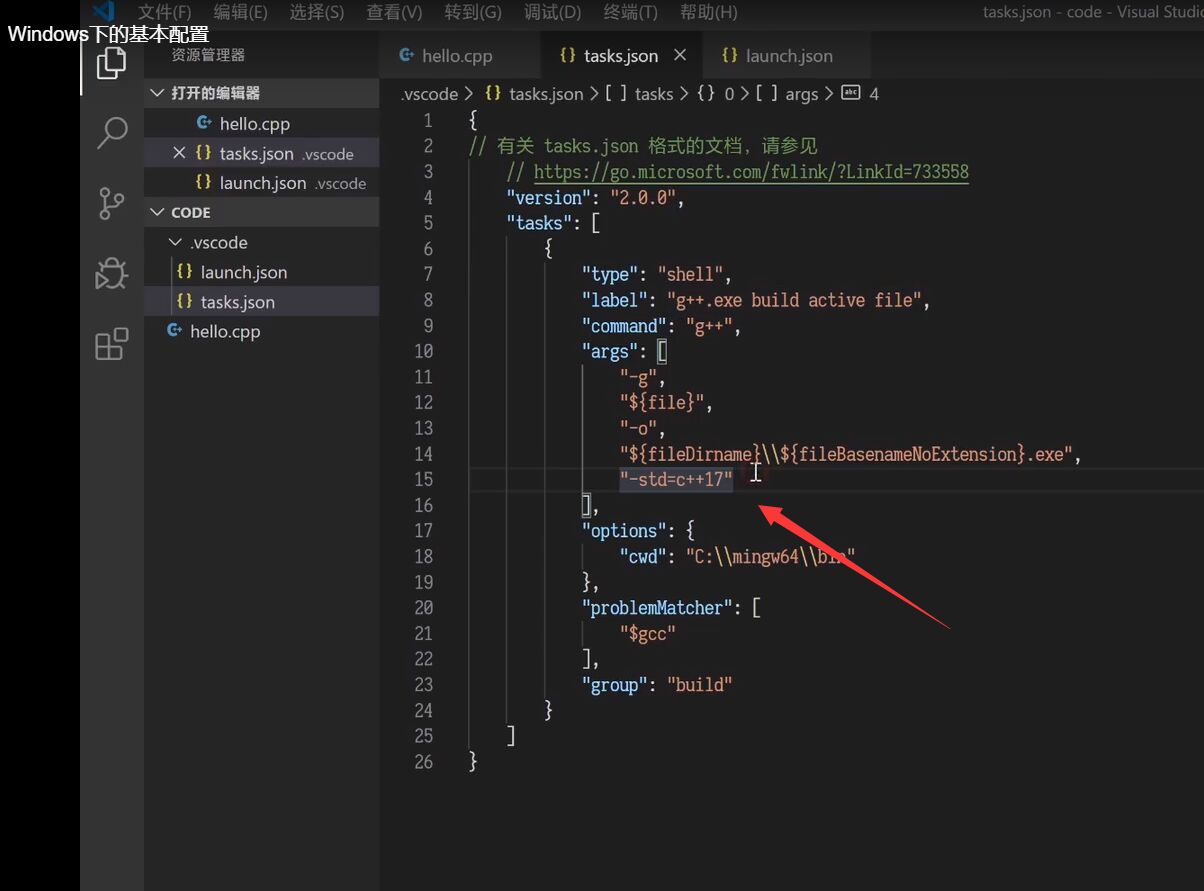 文件(F) 编辑(E) 选择(S) 查看(V) 转到(G) 调试(D) 终端(T) 帮助(H) tasks.json - code - Visual Studio
Windows下的基本配置
资源管理器
hello.cpp tasks.json launch.json
打开的编辑器
hello.cpp
tasks.json .vscode
launch.json .vscode
CODE
.vscode
launch.json
tasks.json
hello.cpp
.vscode > {} tasks.json > [ ] tasks > {} 0 > [ ] args > abc 4
1 {
2 // 有关 tasks.json 格式的文档，请参见
3 // https://go.microsoft.com/fwlink/?LinkId=733558
4 "version": "2.0.0",
5 "tasks": [
6 {
7 "type": "shell",
8 "label": "g++.exe build active file",
9 "command": "g++",
10 "args": [
11 "-g",
12 "${file}",
13 "-o",
14 "${fileDirname}\\${fileBasenameNoExtension}.exe",
15 "-std=c++17"
16 ],
17 "options": {
18 "cwd": "C:\\mingw64\\bin"
19 },
20 "problemMatcher": [
21 "$gcc"
22 ],
23 "group": "build"
24 }
25 ]
26 }